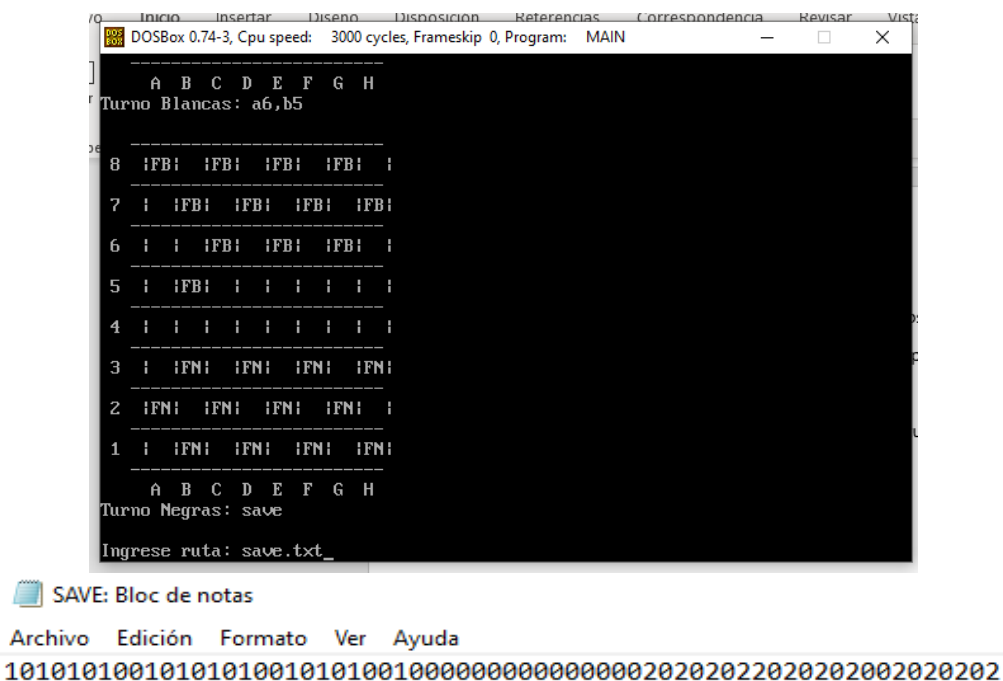 vo Inicio Insertar Diseño Disposición Referencias Correspondencia Revisar Vista
DOSBox 0.74-3, Cpu speed: 3000 cycles, Frameskip 0, Program: MAIN
A B C D E F G H
Turno Blancas: a6,b5
8 |FB| |FB| |FB| |FB| |
7 | |FB| |FB| |FB| |FB|
6 | | |FB| |FB| |FB| |
5 | |FB| | | | | | |
4 | | | | | | | | |
3 | |FN| |FN| |FN| |FN|
2 |FN| |FN| |FN| |FN| |
1 | |FN| |FN| |FN| |FN|
A B C D E F G H
Turno Negras: save
Ingrese ruta: save.txt_
SAVE: Bloc de notas
Archivo Edición Formato Ver Ayuda
1010101001010101001010100100000000000000020202022020202002020202